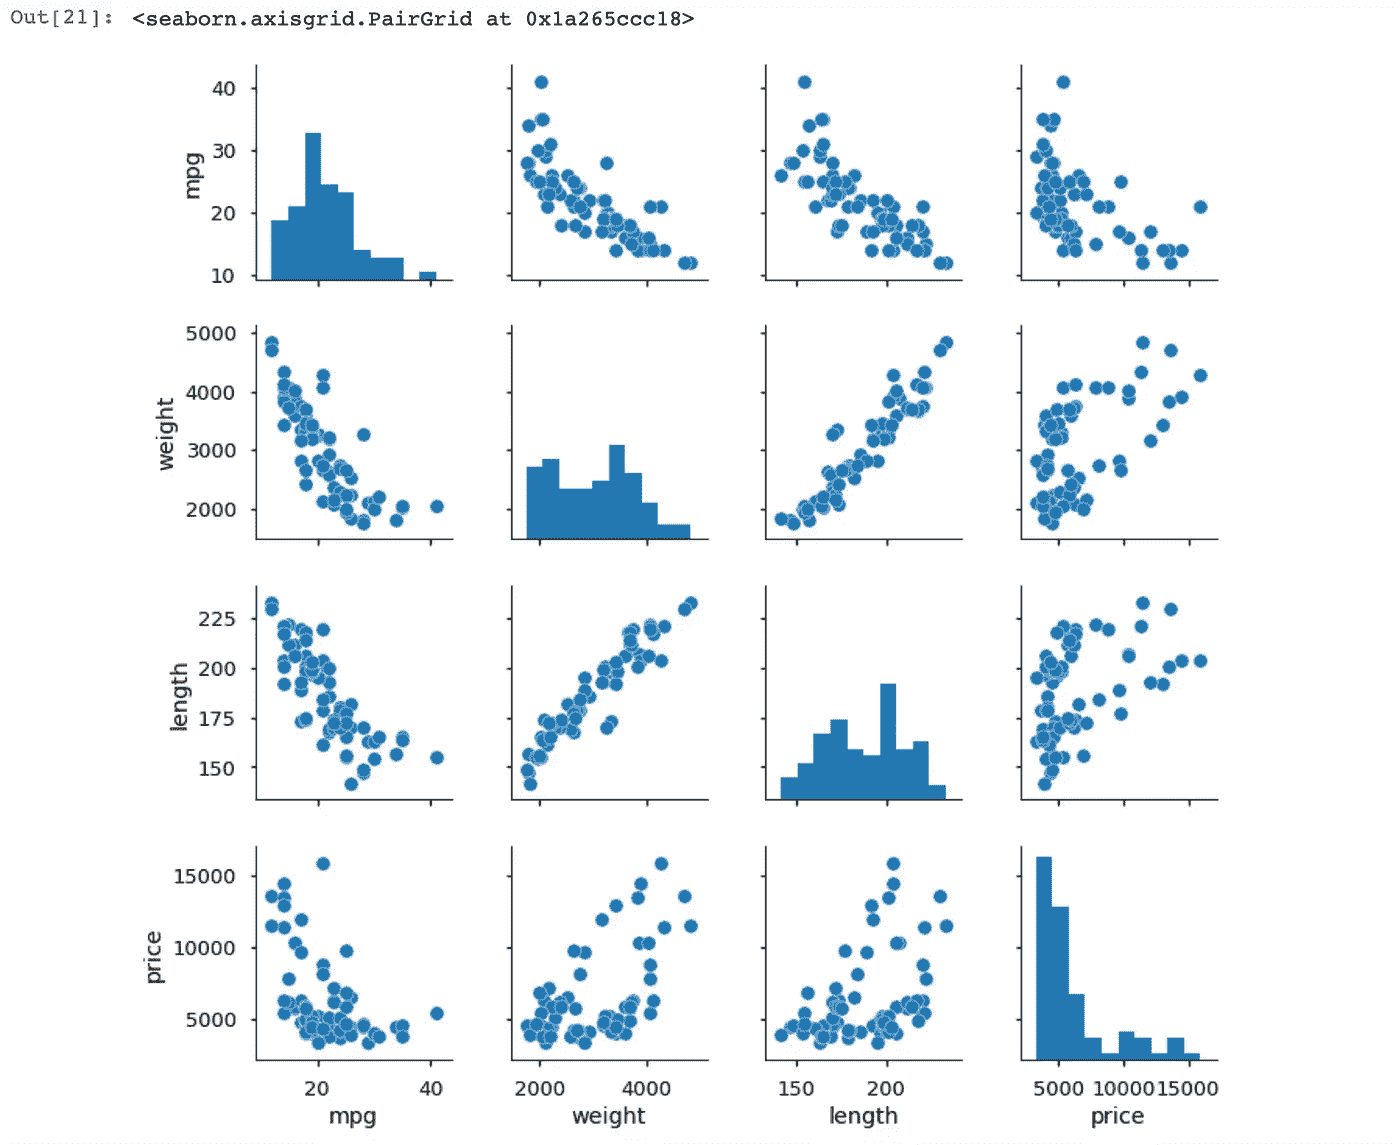 Out[21]: <seaborn.axisgrid.PairGrid at 0x1a265ccc18>
40
30
20
10
mpg
5000
4000
3000
2000
weight
225
200
175
150
length
15000
10000
5000
price
20 40 2000 4000 150 200 5000 10000 15000
mpg weight length price